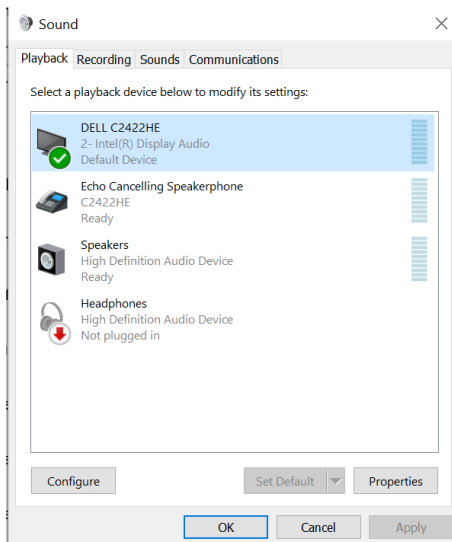 Sound
Playback Recording Sounds Communications
Select a playback device below to modify its settings:
DELL C2422HE
2- Intel(R) Display Audio
Default Device
Echo Cancelling Speakerphone
C2422HE
Ready
Speakers
High Definition Audio Device
Ready
Headphones
High Definition Audio Device
Not plugged in
Configure Set Default Properties
OK Cancel Apply